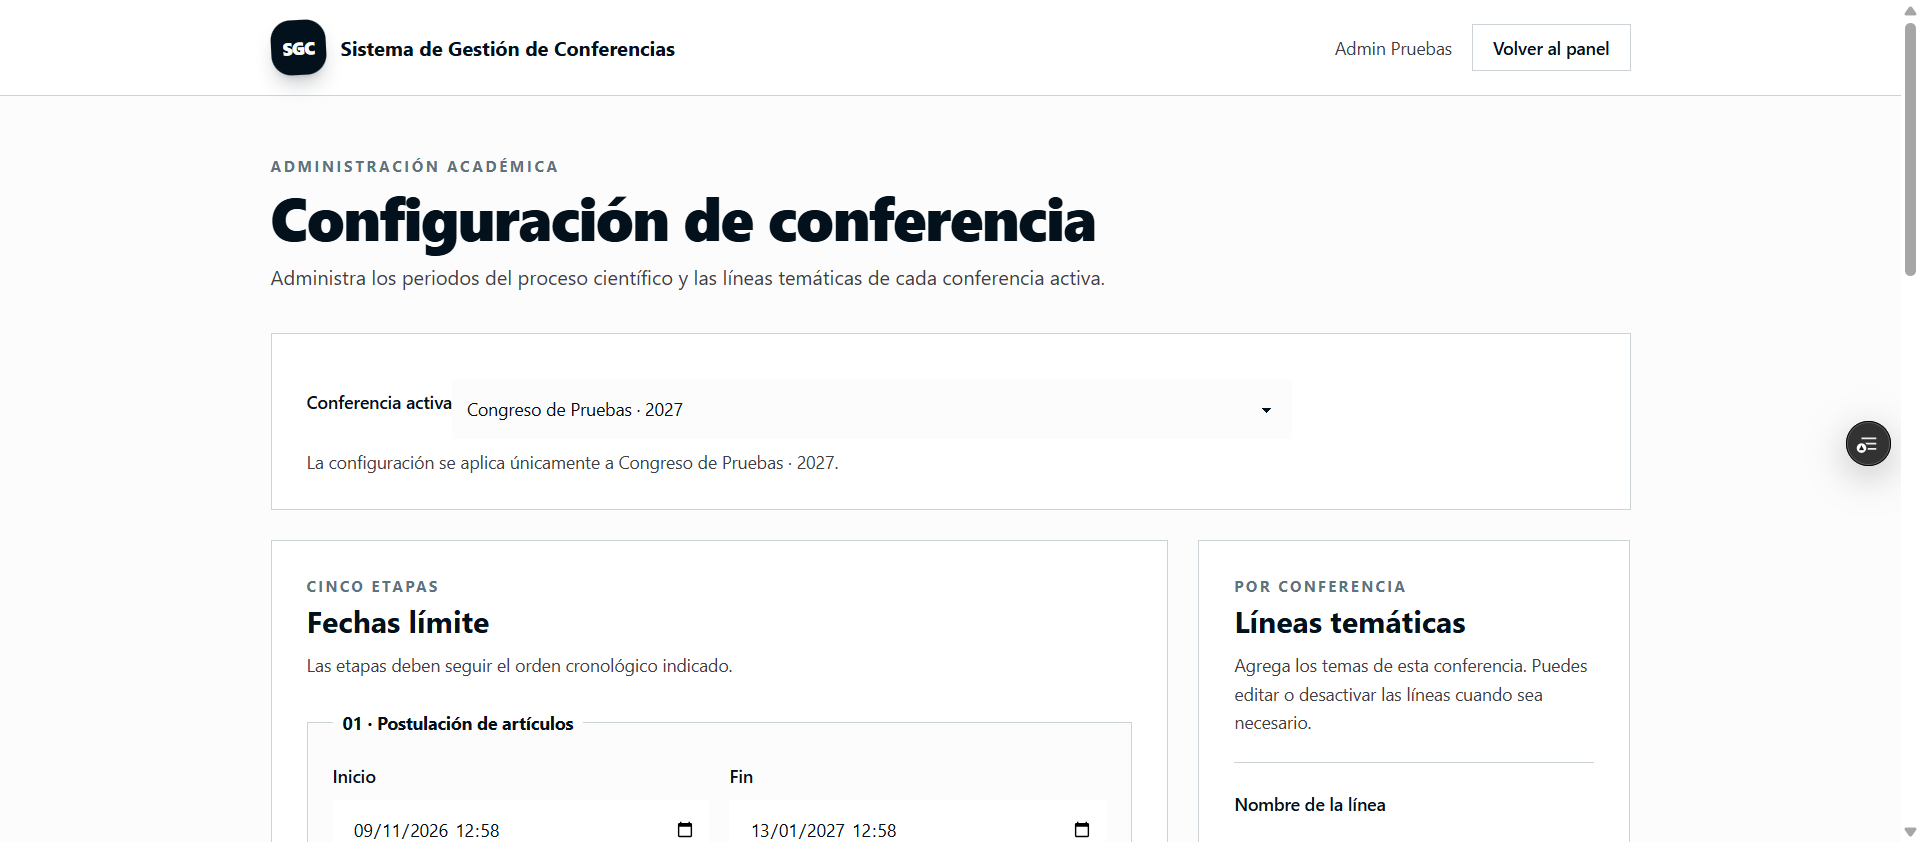 SGC Sistema de Gestión de Conferencias
Admin Pruebas
Volver al panel
ADMINISTRACIÓN ACADÉMICA
Configuración de conferencia
Administra los periodos del proceso científico y las líneas temáticas de cada conferencia activa.
Conferencia activa
Congreso de Pruebas · 2027
La configuración se aplica únicamente a Congreso de Pruebas · 2027.
CINCO ETAPAS
Fechas límite
Las etapas deben seguir el orden cronológico indicado.
01 · Postulación de artículos
Inicio
Fin
09/11/2026 12:58
13/01/2027 12:58
POR CONFERENCIA
Líneas temáticas
Agrega los temas de esta conferencia. Puedes
editar o desactivar las líneas cuando sea
necesario.
Nombre de la línea